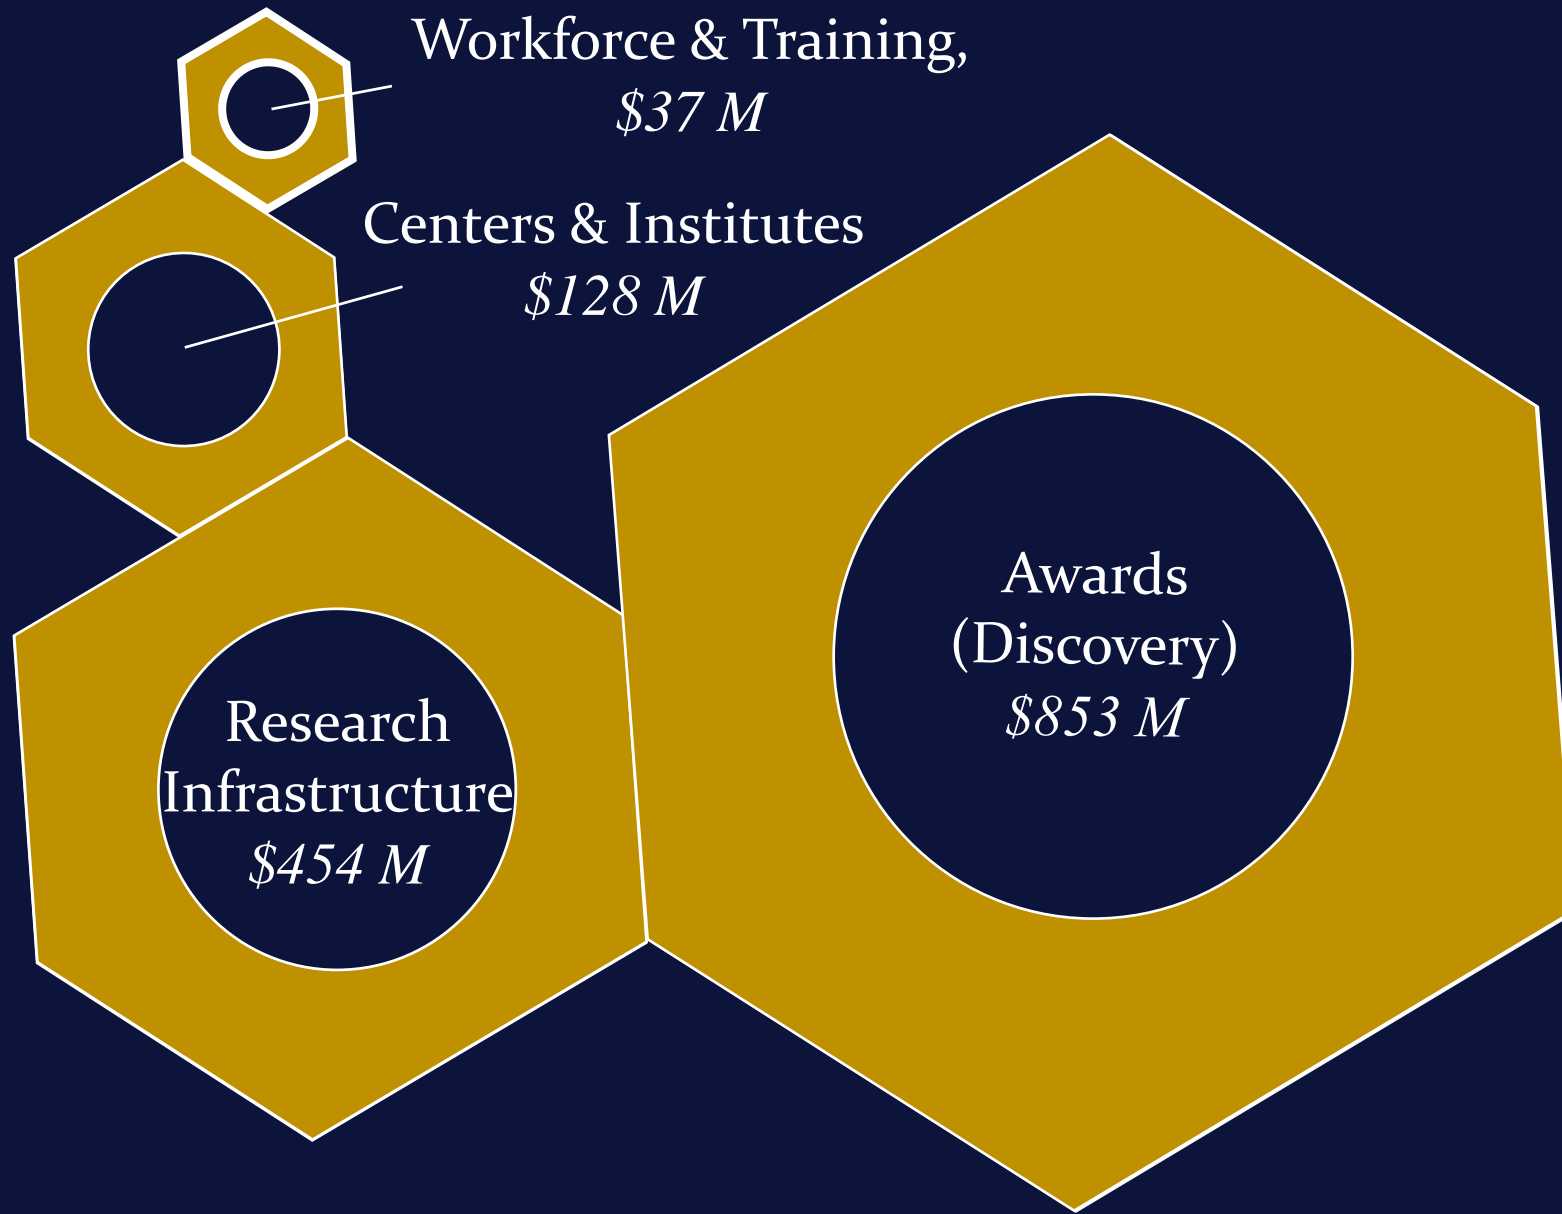 Workforce & Training,
$37 M
Centers & Institutes
$128 M
Awards
(Discovery)
$853 M
Research
Infrastructure
$454 M